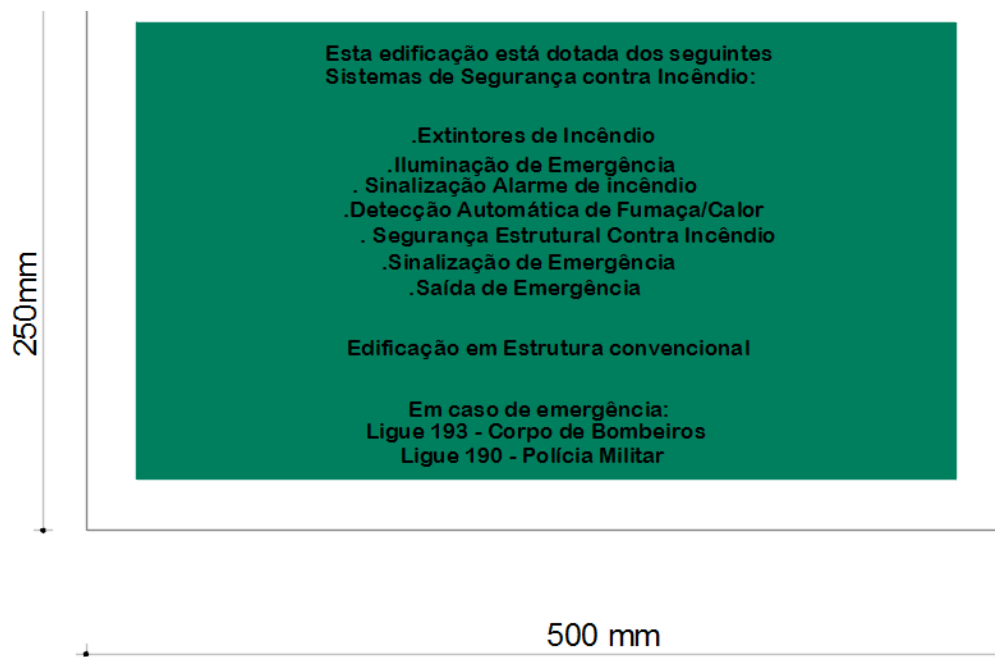 Esta edificação está dotada dos seguintes
Sistemas de Segurança contra Incêndio:
.Extintores de Incêndio
.Iluminação de Emergência
. Sinalização Alarme de incêndio
.Detecção Automática de Fumaça/Calor
. Segurança Estrutural Contra Incêndio
.Sinalização de Emergência
.Saída de Emergência
Edificação em Estrutura convencional
Em caso de emergência:
Ligue 193 - Corpo de Bombeiros
Ligue 190 - Polícia Militar
250mm
500 mm